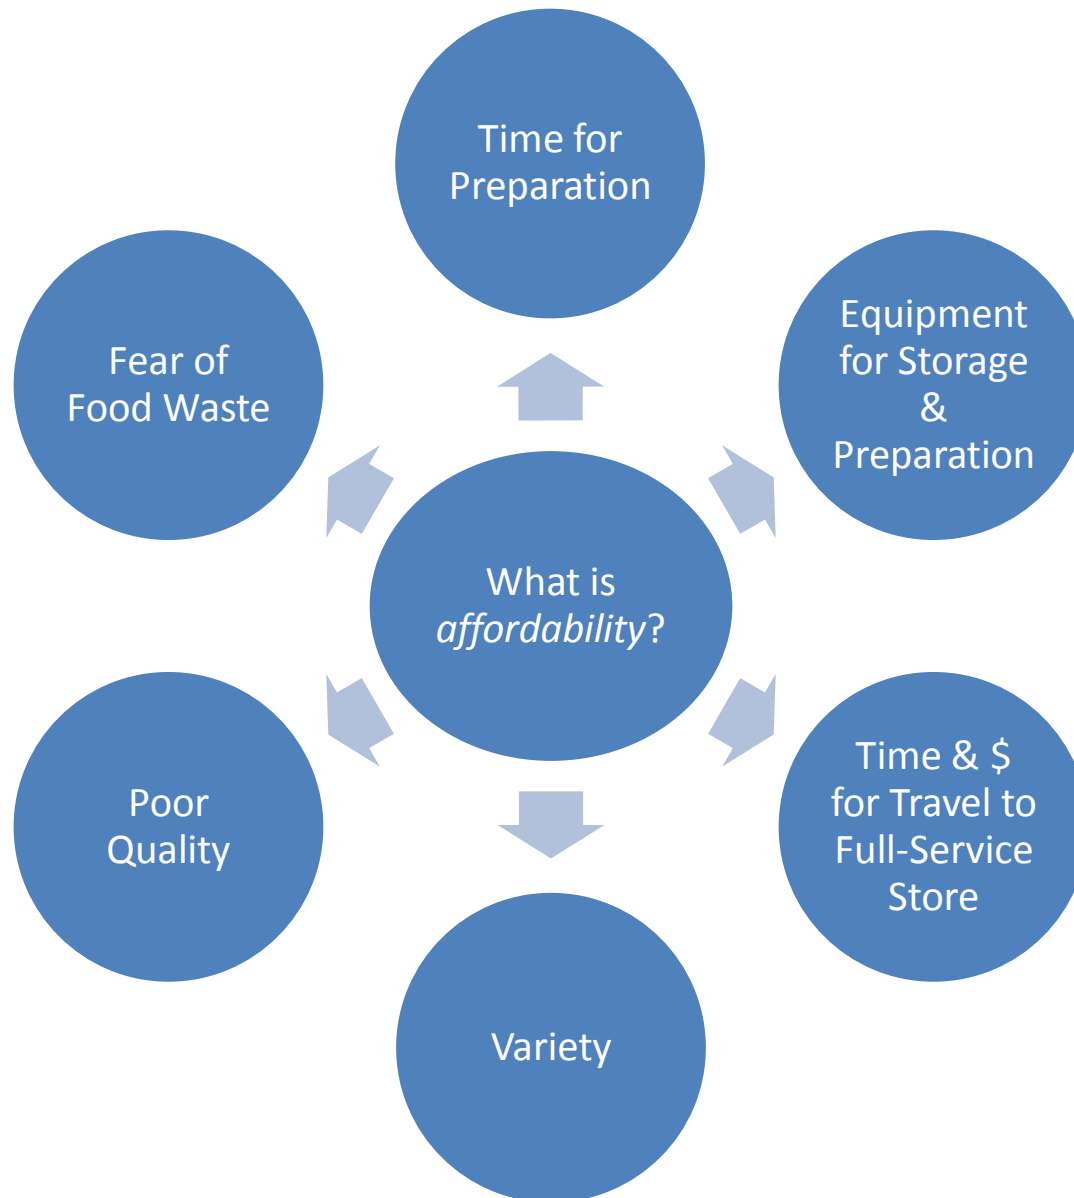 Time for
Preparation
Equipment
for Storage
&
Preparation
Fear of
Food Waste
What is
affordability?
Time & $
for Travel to
Full-Service
Store
Poor
Quality
Variety